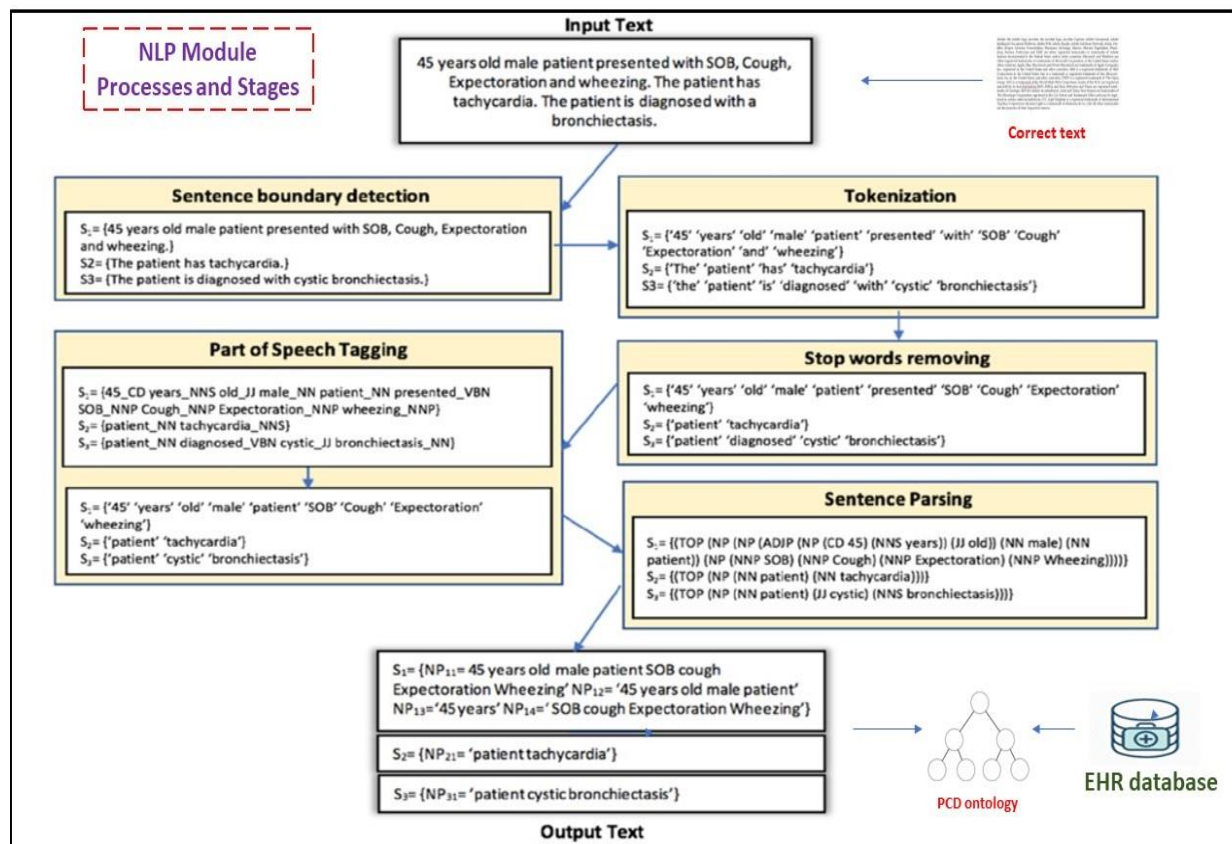 NLP Module
Processes and Stages
Input Text
45 years old male patient presented with SOB, Cough,
Expectoration and wheezing. The patient has
tachycardia. The patient is diagnosed with a
bronchiectasis.
Correct text
Sentence boundary detection
S₁= {45 years old male patient presented with SOB, Cough, Expectoration
and wheezing.}
S2= {The patient has tachycardia.}
S3= {The patient is diagnosed with cystic bronchiectasis.}
Tokenization
S₁= {‘45’ ‘years’ ‘old’ ‘male’ ‘patient’ ‘presented’ ‘with’ ‘SOB’ ‘Cough’
‘Expectoration’ ‘and’ ‘wheezing’}
S₂= {‘The’ ‘patient’ ‘has’ ‘tachycardia’}
S3= {‘the’ ‘patient’ ‘is’ ‘diagnosed’ ‘with’ ‘cystic’ ‘bronchiectasis’}
Part of Speech Tagging
S₁= {45_CD years_NNS old_JJ male_NN patient_NN presented_VBN
SOB_NNP Cough_NNP Expectoration_NNP wheezing_NNP}
S₂= {patient_NN tachycardia_NNS}
S₃= {patient_NN diagnosed_VBN cystic_JJ bronchiectasis_NN}
S₁= {‘45’ ‘years’ ‘old’ ‘male’ ‘patient’ ‘SOB’ ‘Cough’ ‘Expectoration’
‘wheezing’}
S₂= {‘patient’ ‘tachycardia’}
S₃= {‘patient’ ‘cystic’ ‘bronchiectasis’}
Stop words removing
S₁= {‘45’ ‘years’ ‘old’ ‘male’ ‘patient’ ‘presented’ ‘SOB’ ‘Cough’ ‘Expectoration’
‘wheezing’}
S₂= {‘patient’ ‘tachycardia’}
S₃= {‘patient’ ‘diagnosed’ ‘cystic’ ‘bronchiectasis’}
Sentence Parsing
S₁= {(TOP (NP (NP (ADJP (NP (CD 45) (NNS years)) (JJ old)) (NN male) (NN
patient)) (NP (NNP SOB) (NNP Cough) (NNP Expectoration) (NNP Wheezing)))))}
S₂= {(TOP (NP (NN patient) (NN tachycardia)))}
S₃= {(TOP (NP (NN patient) (JJ cystic) (NNS bronchiectasis)))}
S₁= {NP₁₁= 45 years old male patient SOB cough
Expectoration Wheezing’ NP₁₂= ‘45 years old male patient’
NP₁₃=‘45 years’ NP₁₄=‘ SOB cough Expectoration Wheezing’}
S₂= {NP₂₁= ‘patient tachycardia’}
S₃= {NP₃₁= ‘patient cystic bronchiectasis’}
Output Text
PCD ontology
EHR database